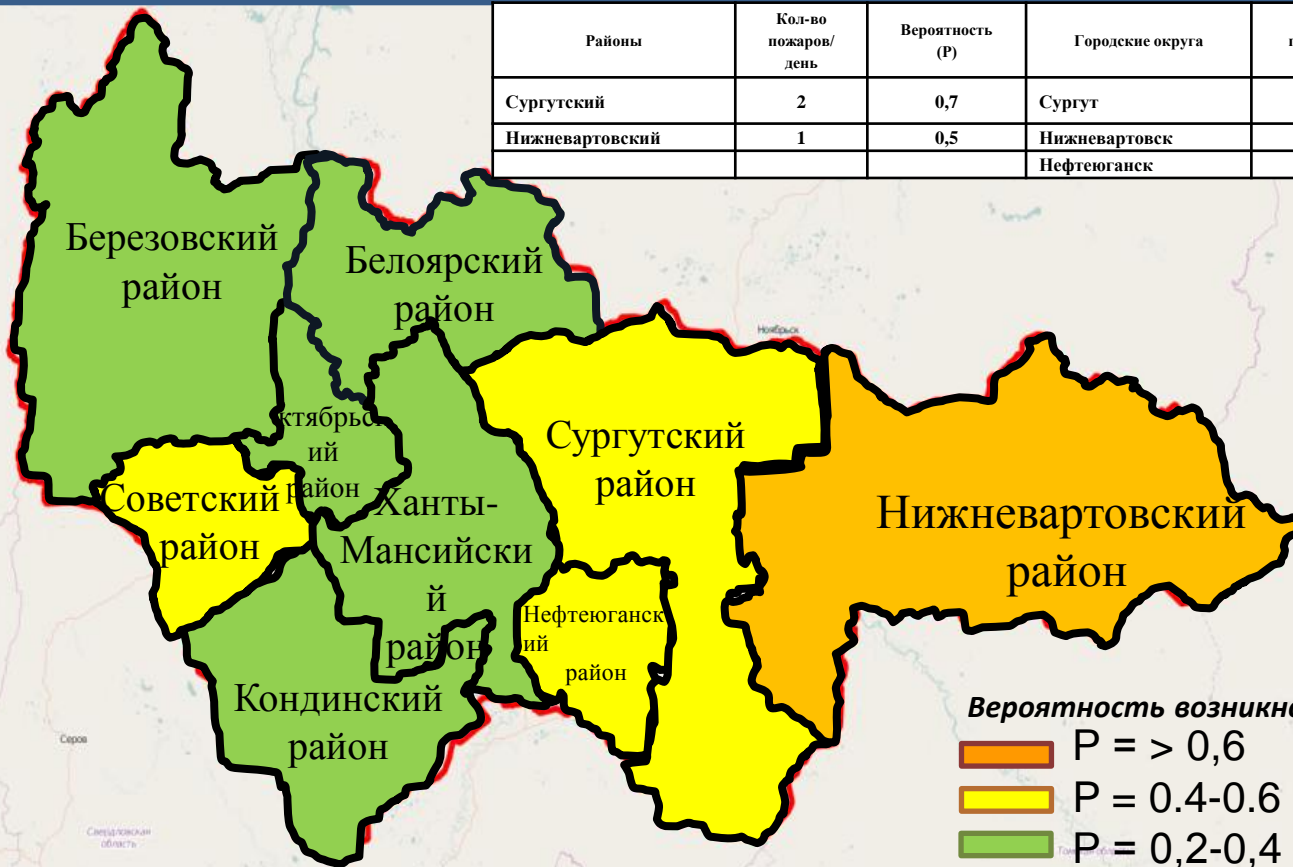 Районы
Кол-во
пожаров/
день
Вероятность
(P)
Городские округа
Сургутский
2
0,7
Сургут
Нижневартовский
1
0,5
Нижневартовск
Нефтеюганск
Березовский
район
Белоярский
район
Ноябрьск
ктябрьск
ий
район
Сургутский
район
Советский
район
Ханты-
Мансийски
й
район
Нижневартовский
район
Нефтеюганск
ий
район
Кондинский
район
Серов
Свердловская
область
Вероятность возникно
P = > 0,6
P = 0.4-0.6
P = 0,2-0,4